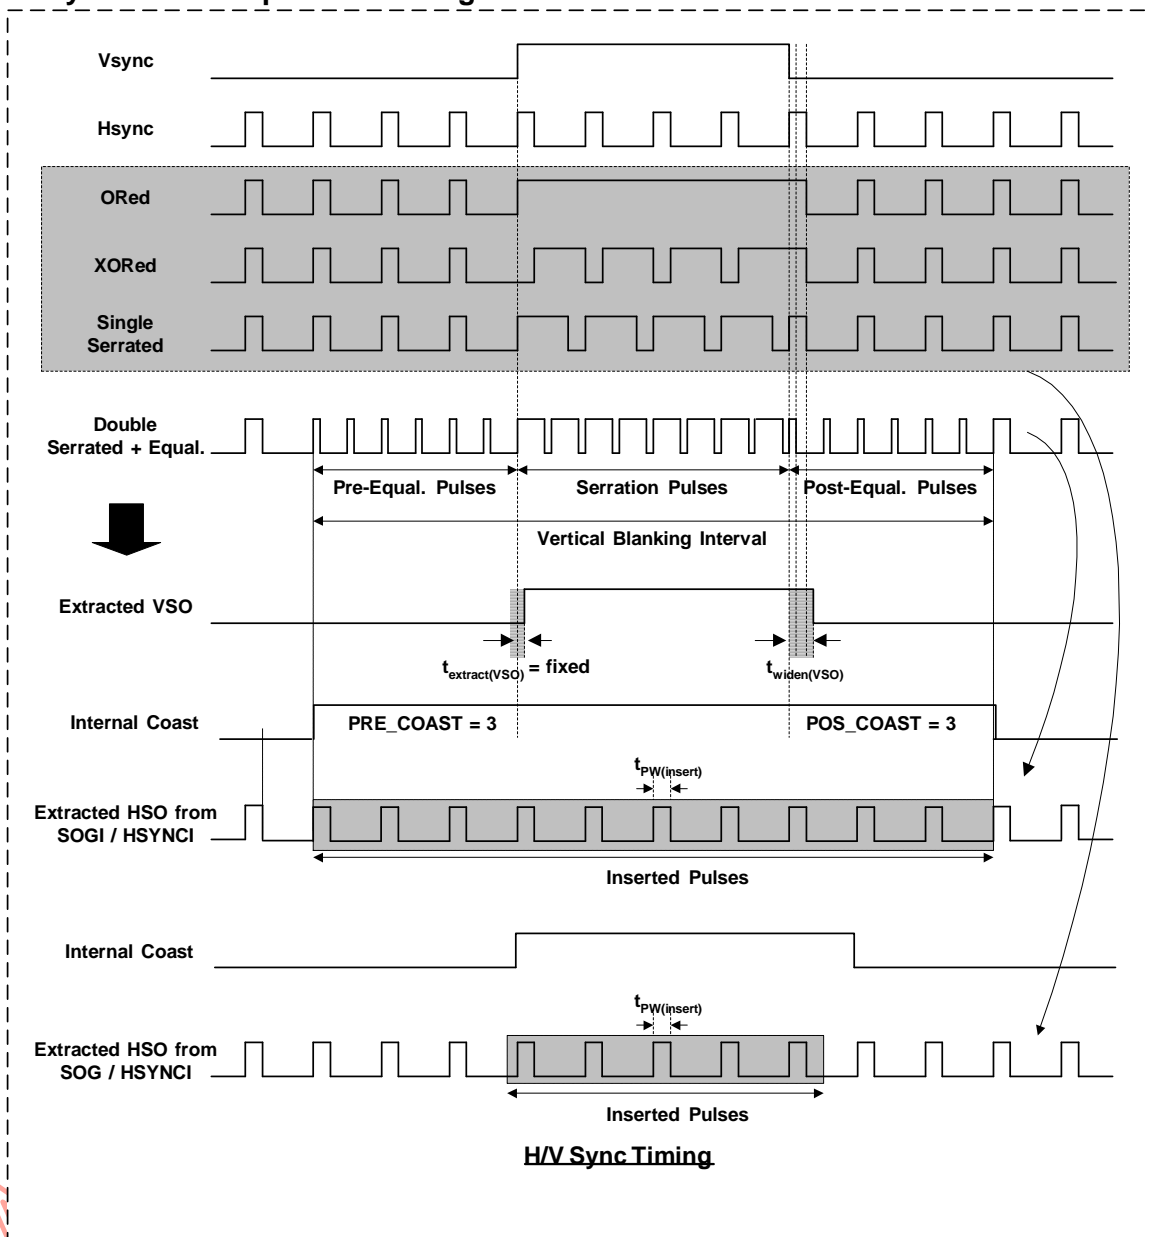 Vsync
Hsync
ORed
XORed
Single
Serrated
Double
Serrated + Equal.
Pre-Equal. Pulses
Serration Pulses
Post-Equal. Pulses
Vertical Blanking Interval
Extracted VSO
textract(VSO) = fixed
twiden(VSO)
Internal Coast
PRE_COAST = 3
POS_COAST = 3
tPW(insert)
Extracted HSO from
SOGI / HSYNCI
Inserted Pulses
Internal Coast
tPW(insert)
Extracted HSO from
SOG / HSYNCI
Inserted Pulses
H/V Sync Timing